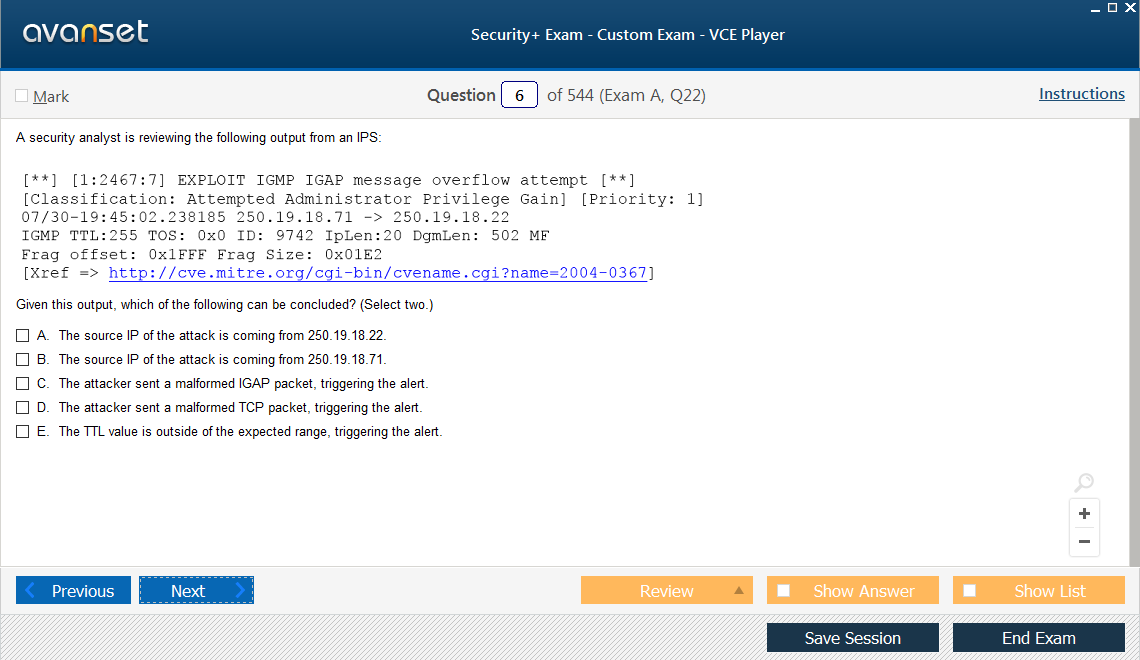 avanset
Security+ Exam - Custom Exam - VCE Player
Mark
Question 6 of 544 (Exam A, Q22)
Instructions
A security analyst is reviewing the following output from an IPS:
[**] [1:2467:7] EXPLOIT IGMP IGAP message overflow attempt [**]
[Classification: Attempted Administrator Privilege Gain] [Priority: 1]
07/30-19:45:02.238185 250.19.18.71 -> 250.19.18.22
IGMP TTL:255 TOS: 0x0 ID: 9742 IpLen:20 DgmLen: 502 MF
Frag offset: 0x1FFF Frag Size: 0x01E2
[Xref => http://cve.mitre.org/cgi-bin/cvename.cgi?name=2004-0367]
Given this output, which of the following can be concluded? (Select two.)
A. The source IP of the attack is coming from 250.19.18.22.
B. The source IP of the attack is coming from 250.19.18.71.
C. The attacker sent a malformed IGAP packet, triggering the alert.
D. The attacker sent a malformed TCP packet, triggering the alert.
E. The TTL value is outside of the expected range, triggering the alert.
+
−
Previous
Next
Review
Show Answer
Show List
Save Session
End Exam